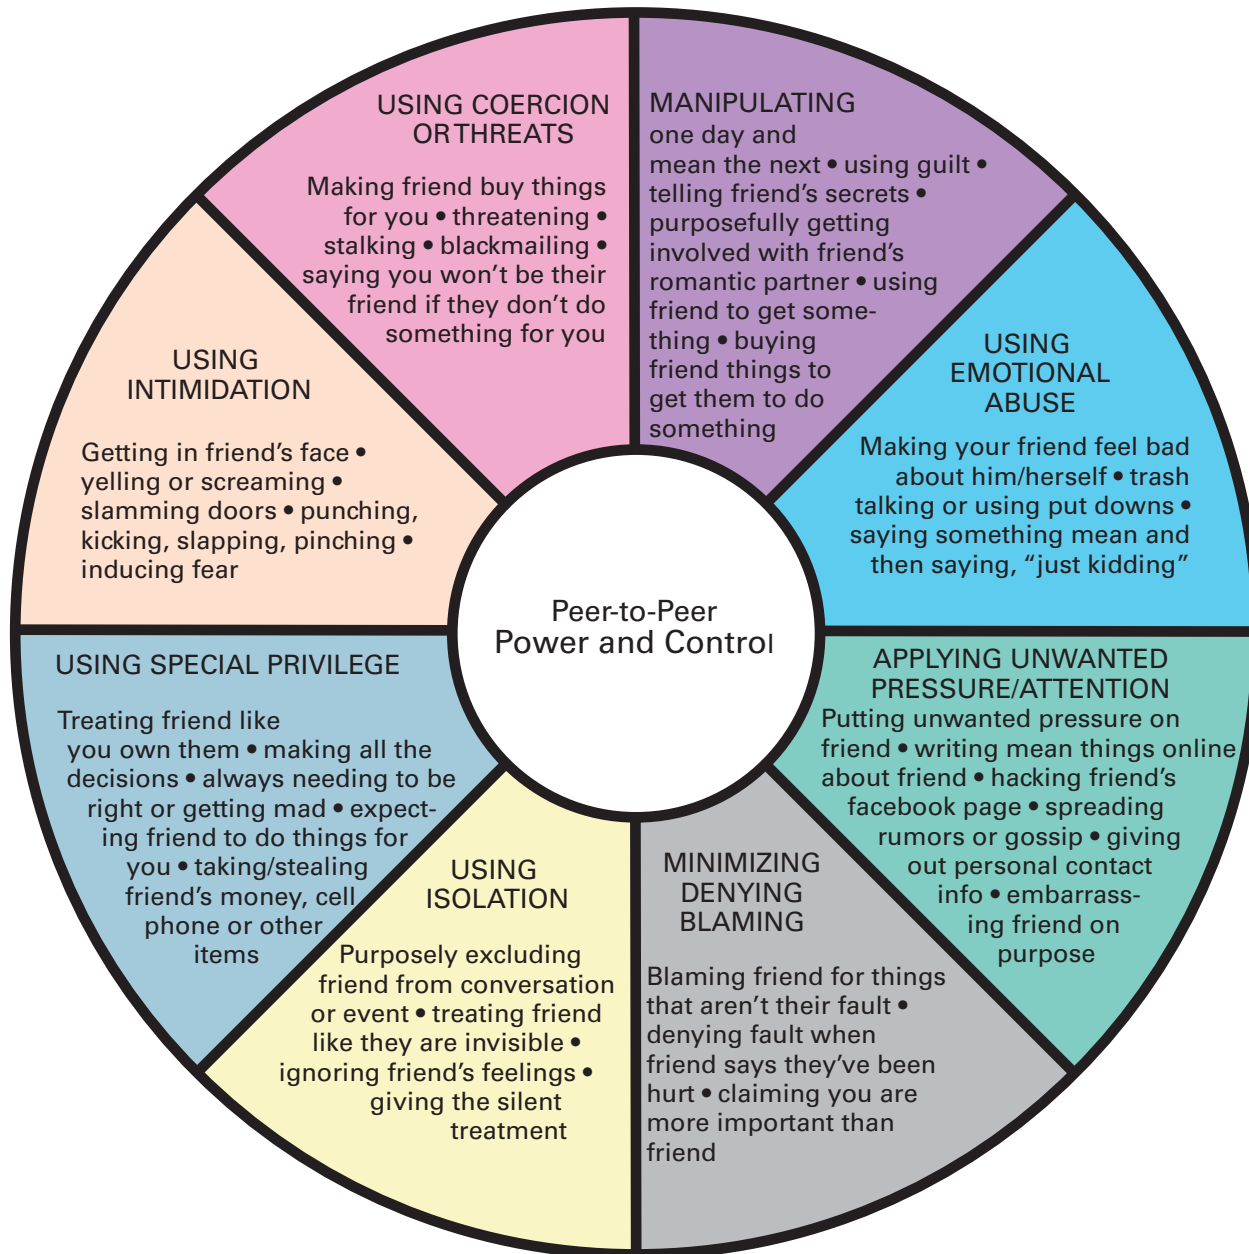 USING COERCION
OR THREATS
Making friend buy things
for you • threatening •
stalking • blackmailing •
saying you won’t be their
friend if they don’t do
something for you
MANIPULATING
one day and
mean the next • using guilt •
telling friend’s secrets •
purposefully getting
involved with friend’s
romantic partner • using
friend to get some-
thing • buying
friend things to
get them to do
something
USING
EMOTIONAL
ABUSE
Making your friend feel bad
about him/herself • trash
talking or using put downs •
saying something mean and
then saying, “just kidding”
APPLYING UNWANTED
PRESSURE/ATTENTION
Putting unwanted pressure on
friend • writing mean things online
about friend • hacking friend’s
facebook page • spreading
rumors or gossip • giving
out personal contact
info • embarrass-
ing friend on
purpose
MINIMIZING
DENYING
BLAMING
Blaming friend for things
that aren’t their fault •
denying fault when
friend says they’ve been
hurt • claiming you are
more important than
friend
USING
ISOLATION
Purposely excluding
friend from conversation
or event • treating friend
like they are invisible •
ignoring friend’s feelings •
giving the silent
treatment
USING SPECIAL PRIVILEGE
Treating friend like
you own them • making all the
decisions • always needing to be
right or getting mad • expect-
ing friend to do things for
you • taking/stealing
friend’s money, cell
phone or other
items
USING
INTIMIDATION
Getting in friend’s face •
yelling or screaming •
slamming doors • punching,
kicking, slapping, pinching •
inducing fear
Peer-to-Peer
Power and Control